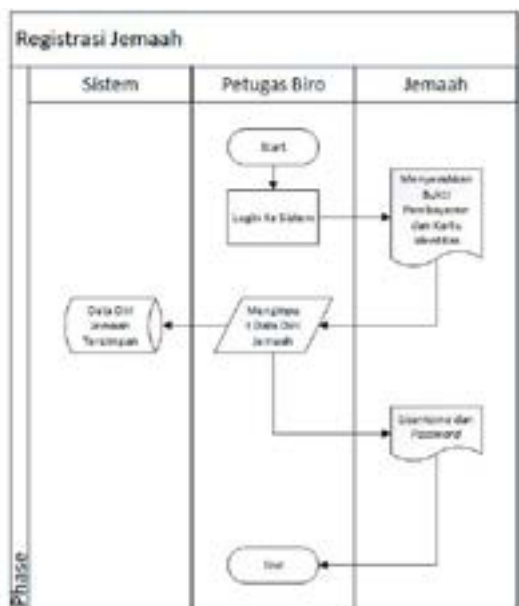 Registrasi Jemaah
Sistem
Petugas Biro
Jemaah
Start
Login Ke Sistem
Menyerahkan
Bukti
Pembayaran
dan Kartu
Identitas
Data Diri
Jemaah
Tersimpan
Menginpu
t Data Diri
Jemaah
Username dan
Password
End
Phase